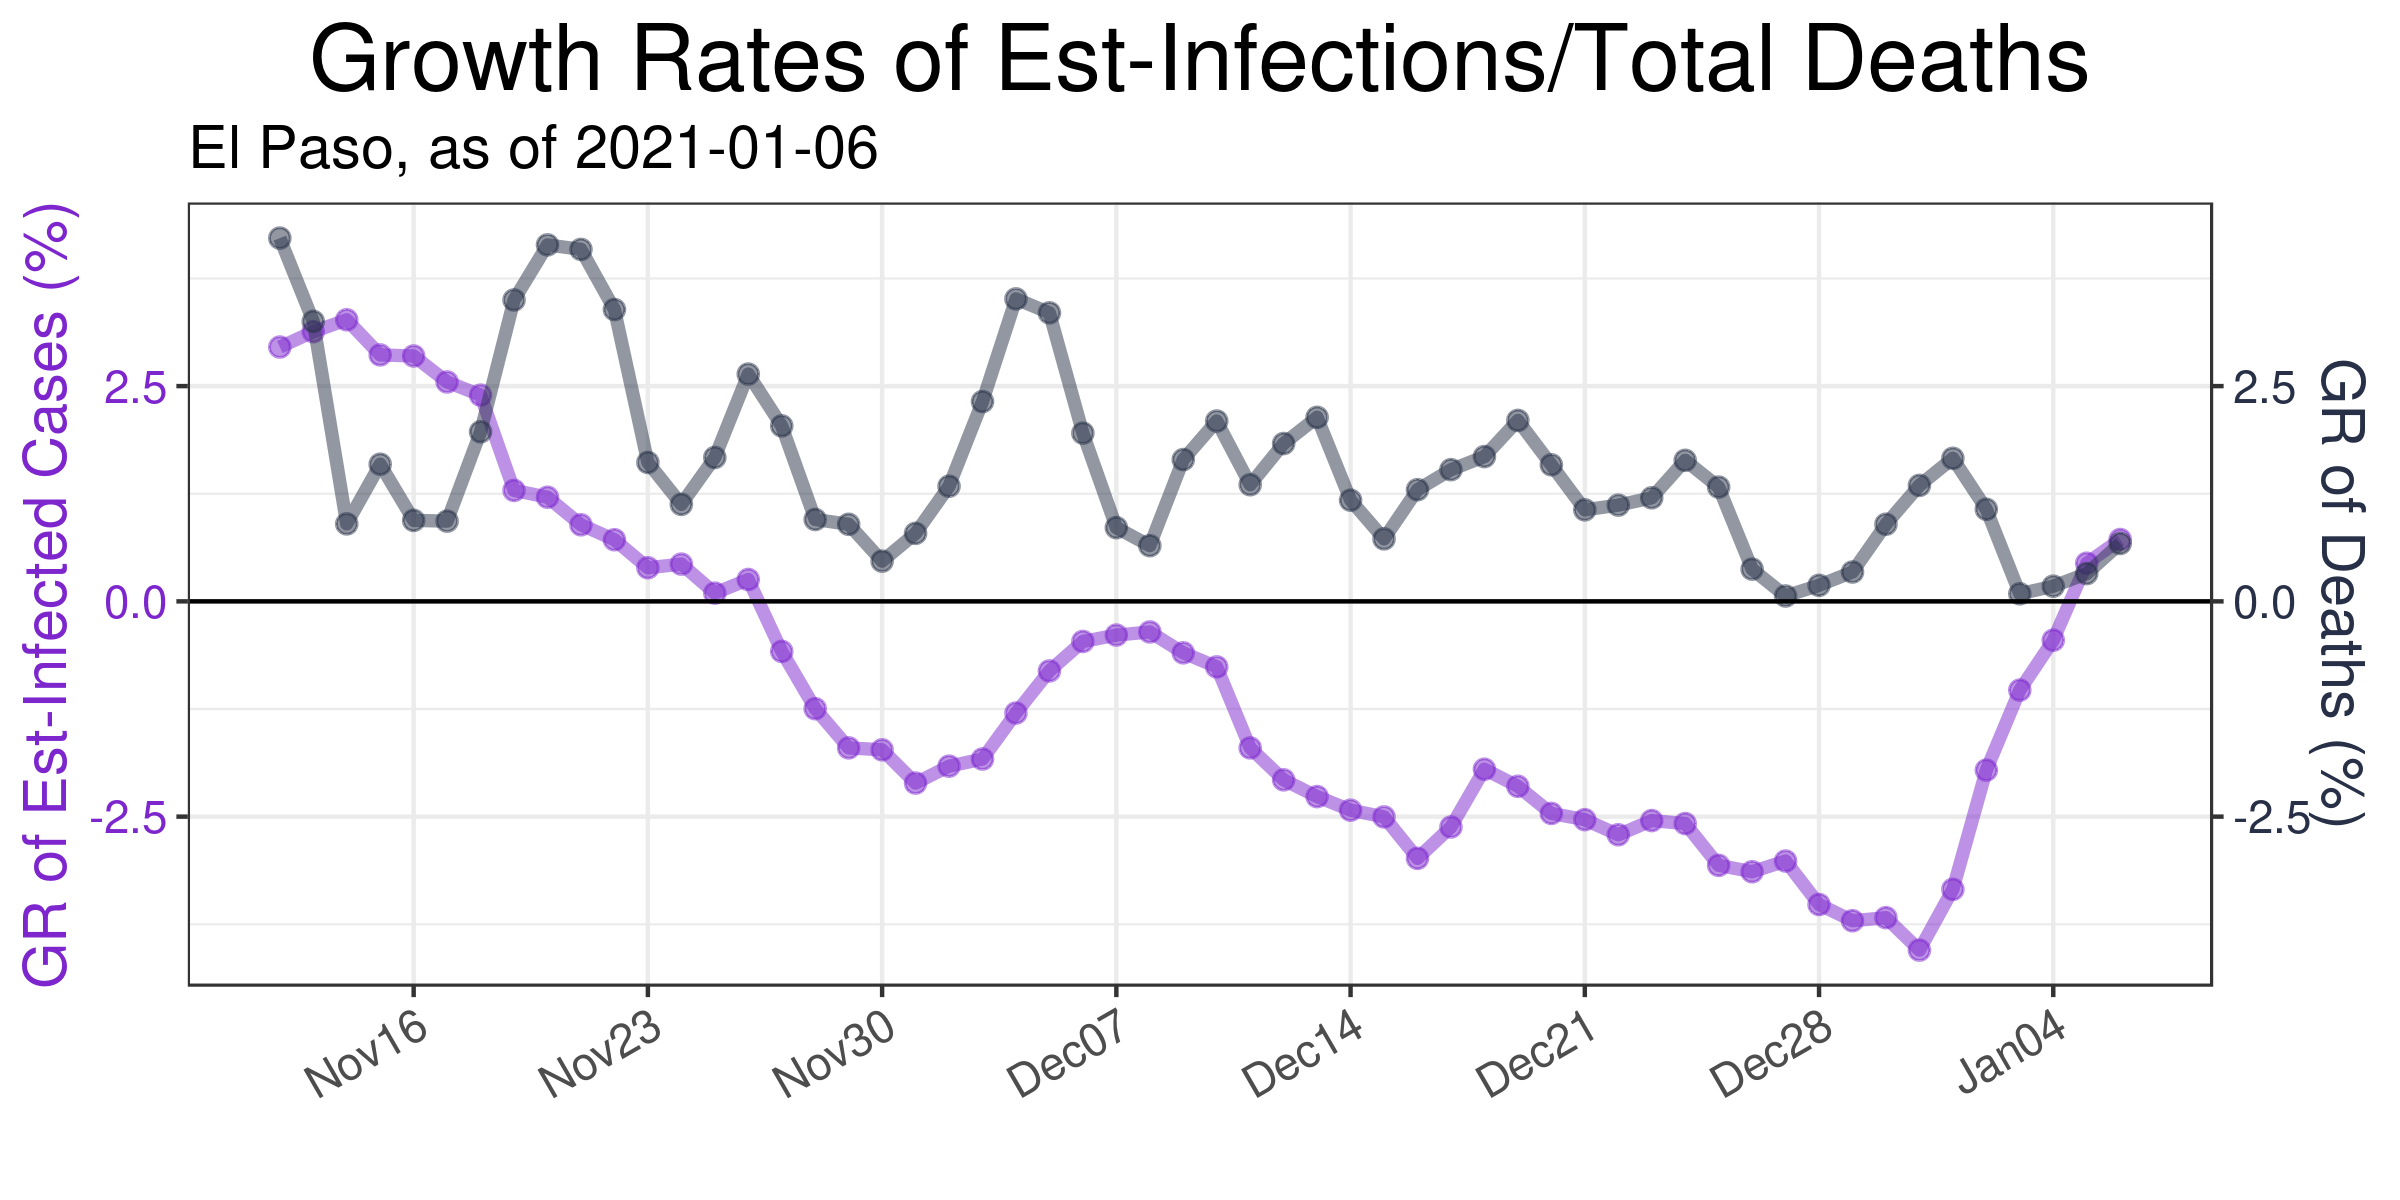 Growth Rates of Est-Infections/Total Deaths
El Paso, as of 2021-01-06
GR of Est-Infected Cases (%)
2.5
0.0
-2.5
2.5
0.0
-2.5
GR of Deaths (%)
Nov16
Nov23
Nov30
Dec07
Dec14
Dec21
Dec28
Jan04